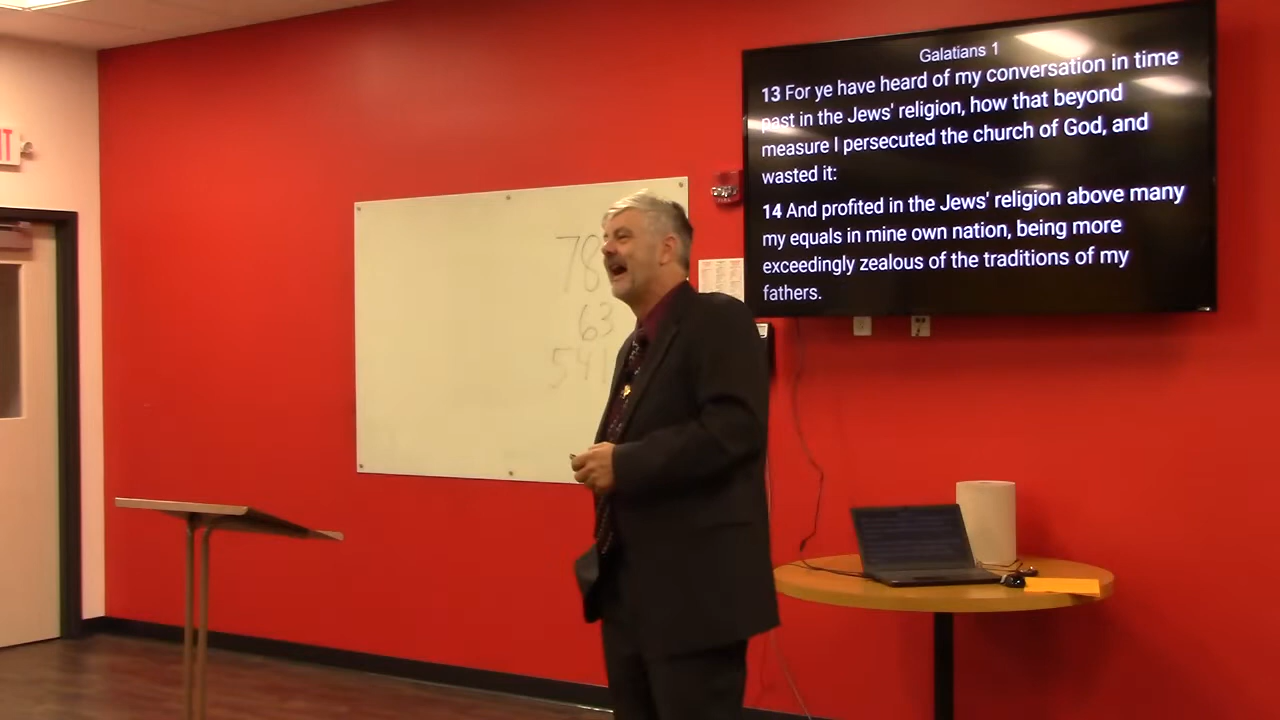 Galatians 1
13 For ye have heard of my conversation in time
past in the Jews' religion, how that beyond
measure I persecuted the church of God, and
wasted it:
14 And profited in the Jews' religion above many
my equals in mine own nation, being more
exceedingly zealous of the traditions of my
fathers.
78
63
541